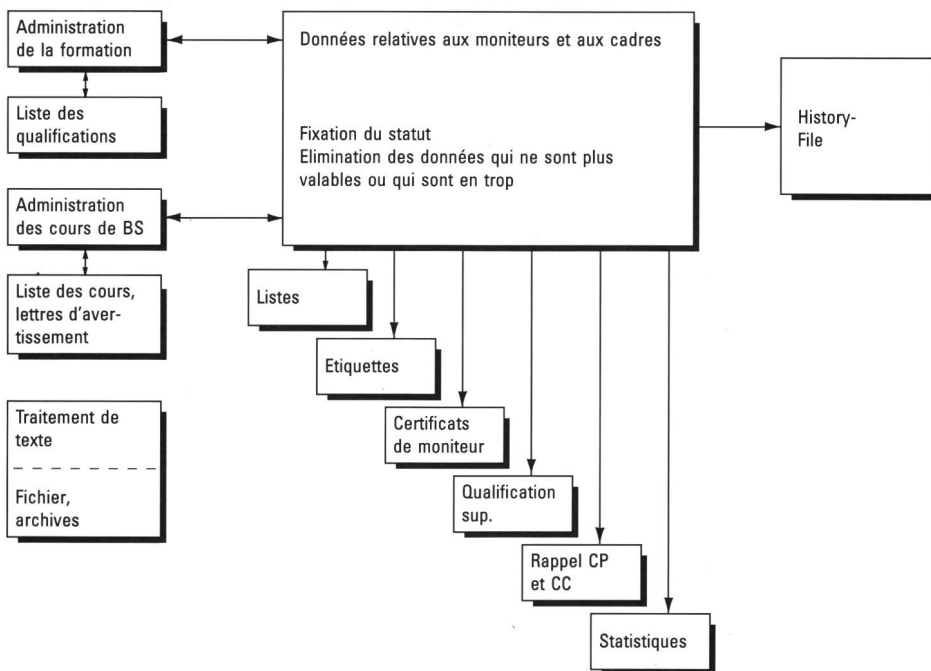 Administration
de la formation
Liste des
qualifications
Administration
des cours de BS
Liste des cours,
lettres d'aver-
tissement
Traitement de
texte
Fichier,
archives
Données relatives aux moniteurs et aux cadres
Fixation du statut
Elimination des données qui ne sont plus
valables ou qui sont en trop
History-
File
Listes
Etiquettes
Certificats
de moniteur
Qualification
sup.
Rappel CP
et CC
Statistiques